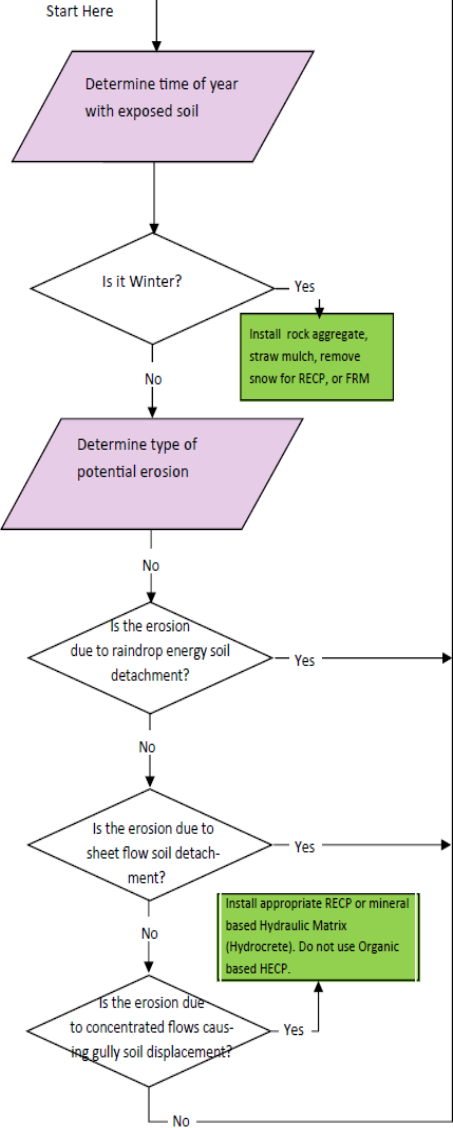 Start Here
Determine time of year
with exposed soil
Is it Winter?
Yes
Install rock aggregate,
straw mulch, remove
snow for RECP, or FRM
No
Determine type of
potential erosion
No
Is the erosion
due to raindrop energy soil
detachment?
Yes
No
Is the erosion due to
sheet flow soil detach-
ment?
Yes
Install appropriate RECP or mineral
based Hydraulic Matrix
(Hydrocrete). Do not use Organic
based HECP.
No
Is the erosion due
to concentrated flows caus-
ing gully soil displacement?
Yes
No